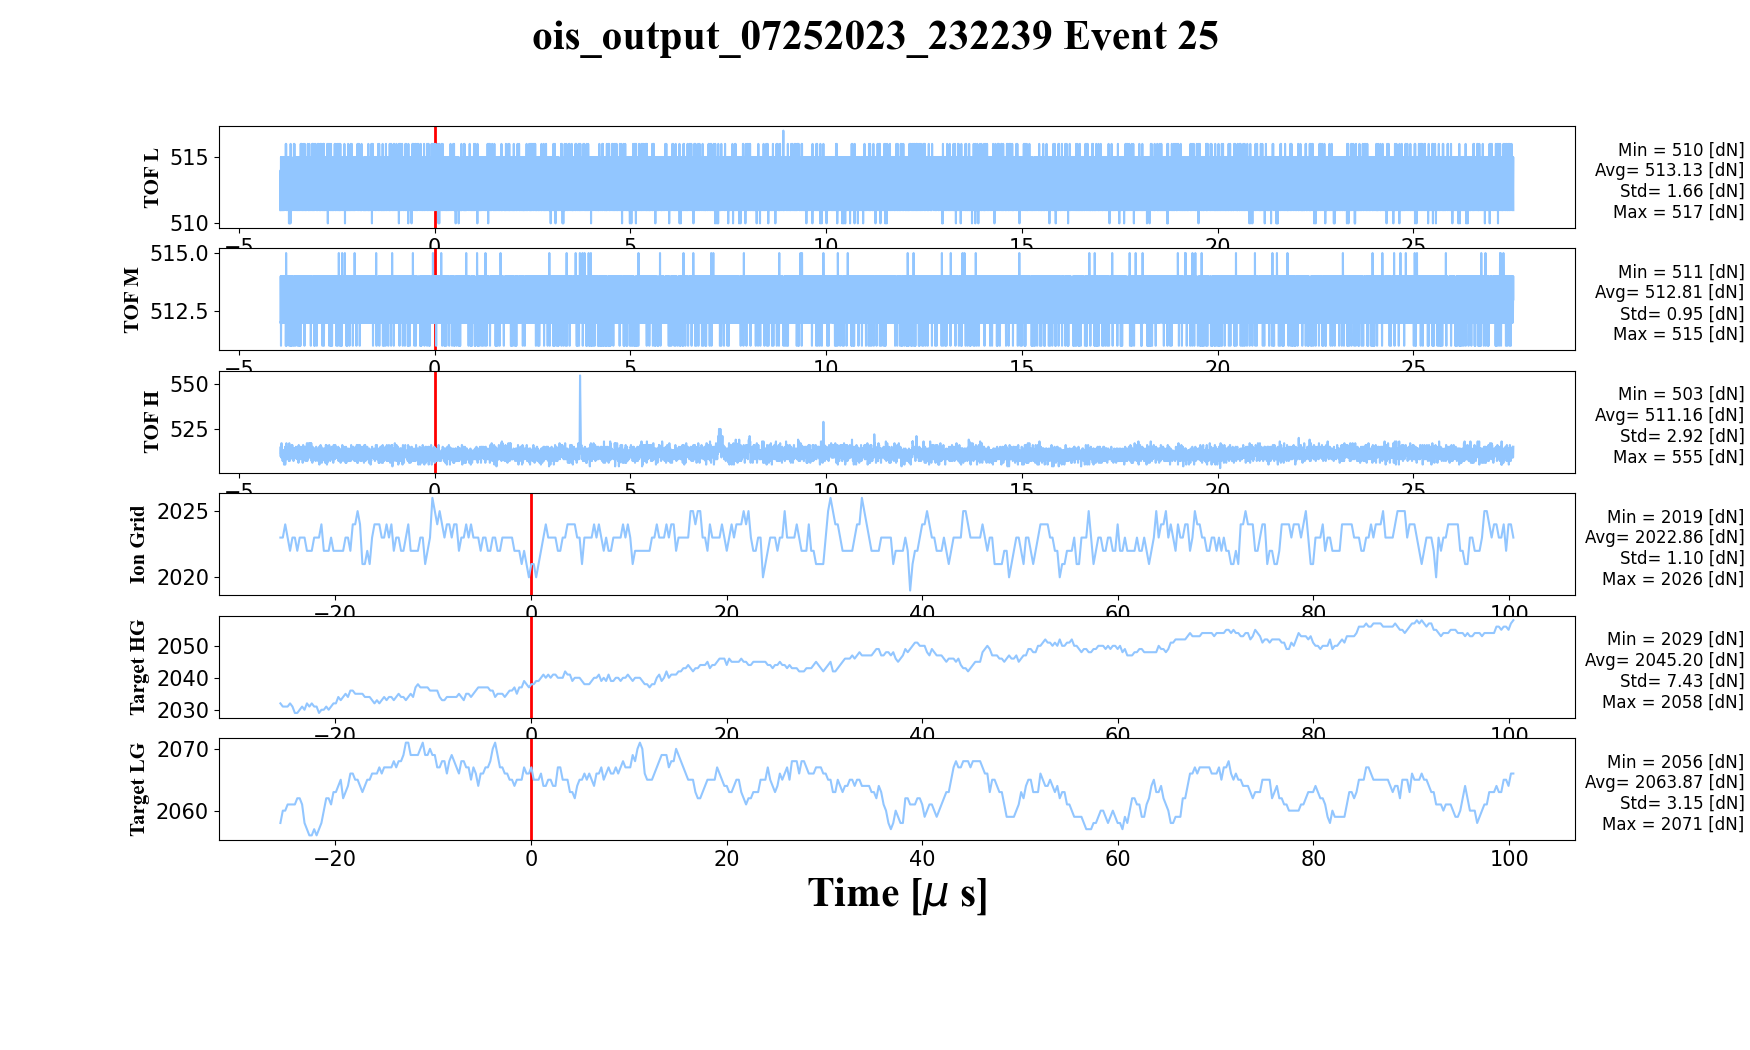 ois_output_07252023_232239 Event 25
TOF L
515
510
−5 0 5 10 15 20 25
Min = 510 [dN]
Avg= 513.13 [dN]
Std= 1.66 [dN]
Max = 517 [dN]
TOF M
515.0
512.5
−5 0 5 10 15 20 25
Min = 511 [dN]
Avg= 512.81 [dN]
Std= 0.95 [dN]
Max = 515 [dN]
TOF H
550
525
−5 0 5 10 15 20 25
Min = 503 [dN]
Avg= 511.16 [dN]
Std= 2.92 [dN]
Max = 555 [dN]
Ion Grid
2025
2020
−20 0 20 40 60 80 100
Min = 2019 [dN]
Avg= 2022.86 [dN]
Std= 1.10 [dN]
Max = 2026 [dN]
Target HG
2050
2040
2030
−20 0 20 40 60 80 100
Min = 2029 [dN]
Avg= 2045.20 [dN]
Std= 7.43 [dN]
Max = 2058 [dN]
Target LG
2070
2060
−20 0 20 40 60 80 100
Min = 2056 [dN]
Avg= 2063.87 [dN]
Std= 3.15 [dN]
Max = 2071 [dN]
Time [μ s]